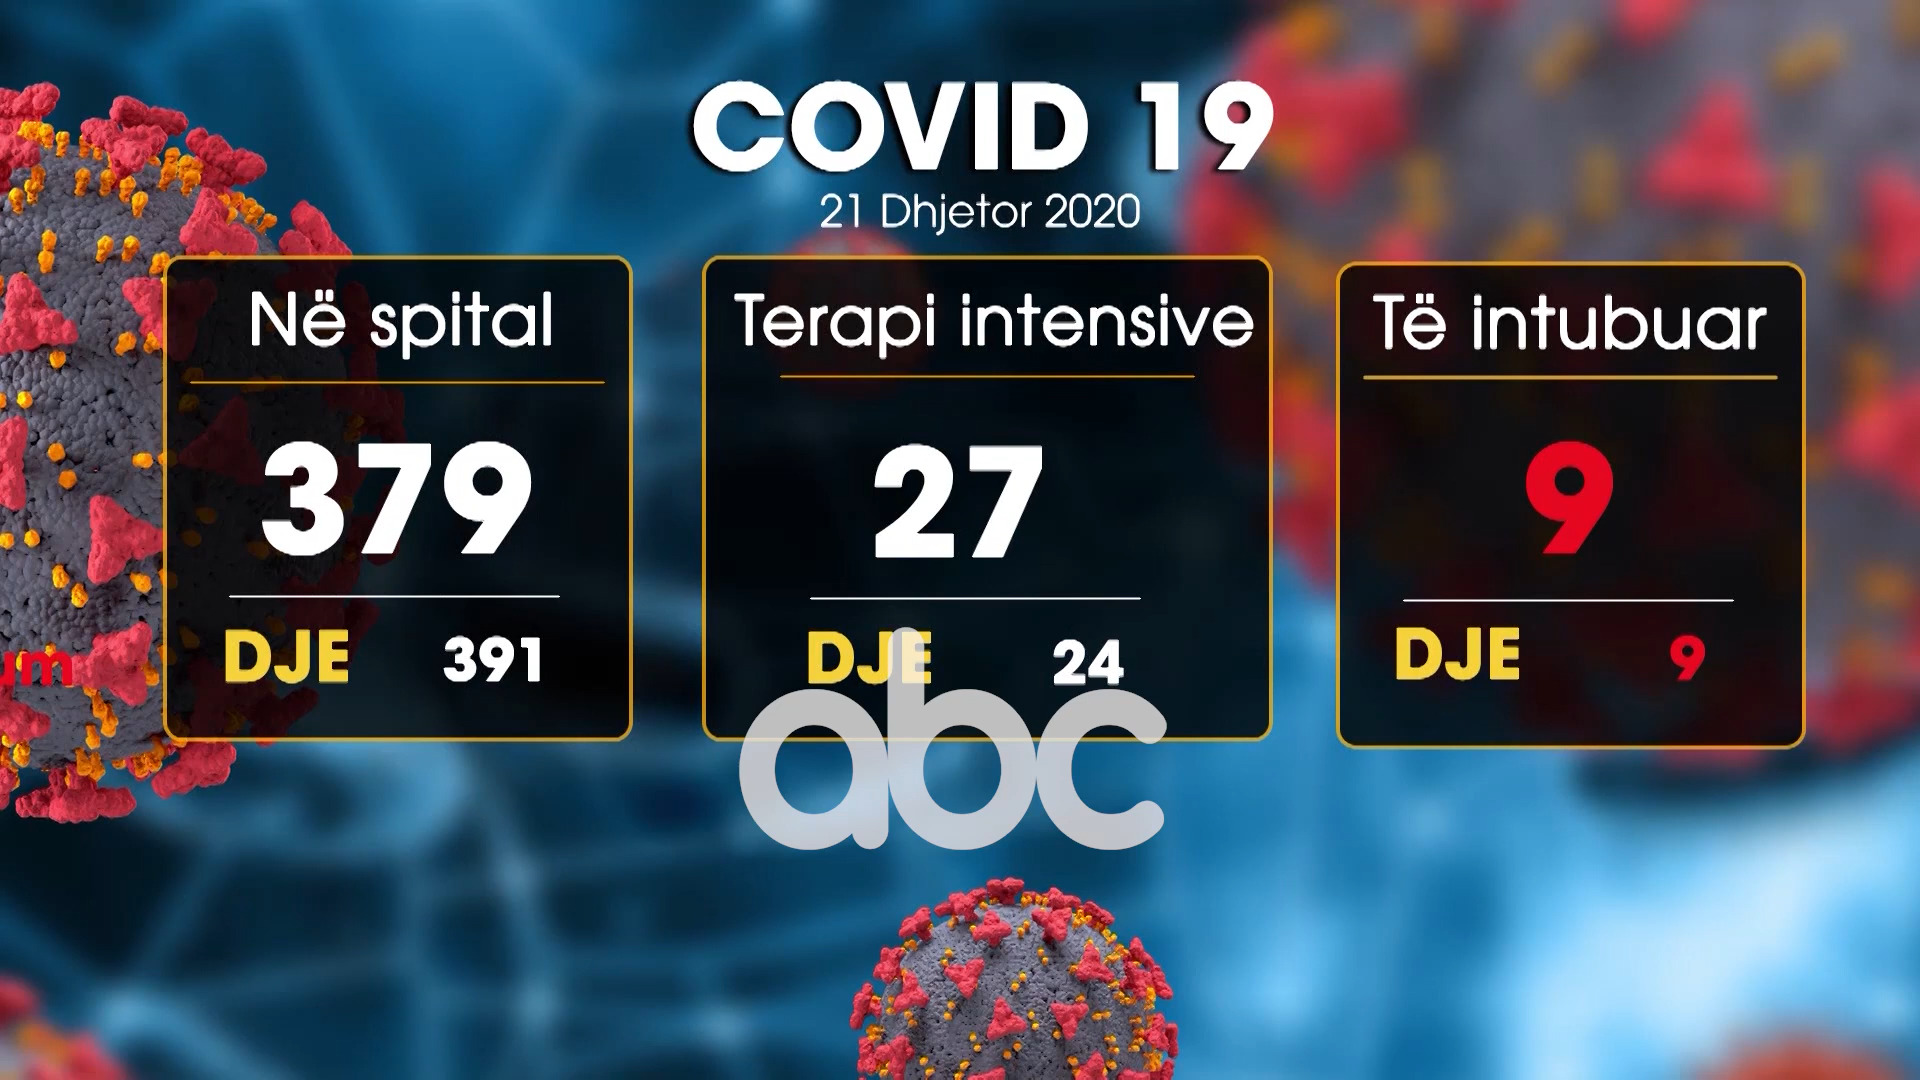 COVID 19
21 Dhjetor 2020
Në spital
379
DJE 391
Terapi intensive
27
DJE 24
Të intubuar
9
DJE 9
abc